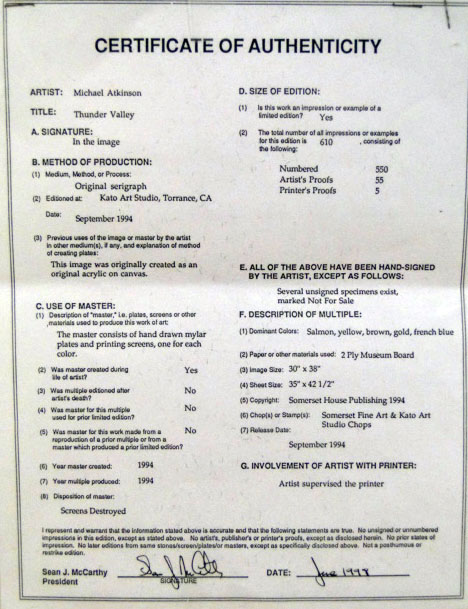 CERTIFICATE OF AUTHENTICITY
ARTIST: Michael Atkinson
TITLE: Thunder Valley
A. SIGNATURE:
In the image
B. METHOD OF PRODUCTION:
(1) Medium, Method, or Process:
Original serigraph
(2) Editioned at: Kato Art Studio, Torrance, CA
Date:
September 1994
(3) Previous uses of the image or master by the artist
in other medium(s), if any, and explanation of method
of creating plates:
This image was originally created as an
original acrylic on canvas.
C. USE OF MASTER:
(1) Description of "master," i.e. plates, screens or other
,materials used to produce this work of art:
The master consists of hand drawn mylar
plates and printing screens, one for each
color.
(2) Was master created during
life of artist? Yes
(3) Was multiple editioned after
artist's death? No
(4) Was master for this multiple
used for prior limited edition? No
(5) Was master for this work made from a
reproduction of a prior multiple or from a
master which produced a prior limited edition? No
(6) Year master created: 1994
(7) Year multiple produced: 1994
(8) Disposition of master:
Screens Destroyed
D. SIZE OF EDITION:
(1) Is this work an impression or example of a
limited edition? Yes
(2) The total number of all impressions or examples
for this edition is 610 , consisting of
the following:
Numbered 550
Artist's Proofs 55
Printer's Proofs 5
E. ALL OF THE ABOVE HAVE BEEN HAND-SIGNED
BY THE ARTIST, EXCEPT AS FOLLOWS:
Several unsigned specimens exist,
marked Not For Sale
F. DESCRIPTION OF MULTIPLE:
(1) Dominant Colors: Salmon, yellow, brown, gold, french blue
(2) Paper or other materials used: 2 Ply Museum Board
(3) Image Size: 30" x 38"
(4) Sheet Size: 35" x 42 1/2"
(5) Copyright: Somerset House Publishing 1994
(6) Chop(s) or Stamp(s): Somerset Fine Art & Kato Art
Studio Chops
(7) Release Date:
September 1994
G. INVOLVEMENT OF ARTIST WITH PRINTER:
Artist supervised the printer
I represent and warrant that the information stated above is accurate and that the following statements are true. No unsigned or unnumbered
impressions in this edition, except as stated above. No artist's, publisher's or printer's proofs, except as disclosed herein. No prior states of
impression. No later editions from same stones/screen/plates/or masters, except as specifically disclosed above. Not a posthumous or
restrike edition.
Sean J. McCarthy
President
SIGNATURE
DATE: June 1998